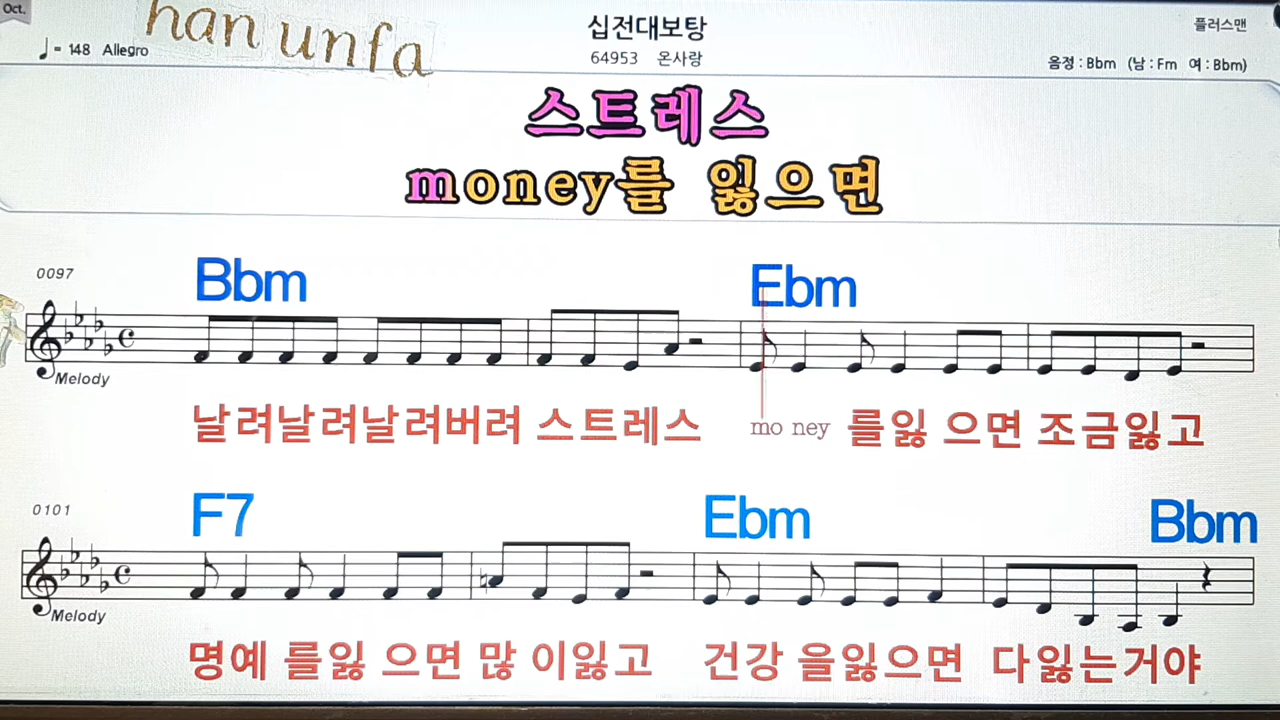 Oct.
han unfa
♩= 148 Allegro
십전대보탕
64953 온사랑
플러스맨
음정 : Bbm (남 : Fm 여 : Bbm)
스트레스
money를 잃으면
0097
Bbm Ebm
Melody
날려날려날려버려 스트레스 mo ney 를잃 으면 조금잃고
0101
F7 Ebm Bbm
Melody
명예 를잃 으면 많 이잃고 건강 을잃으면 다잃는거야